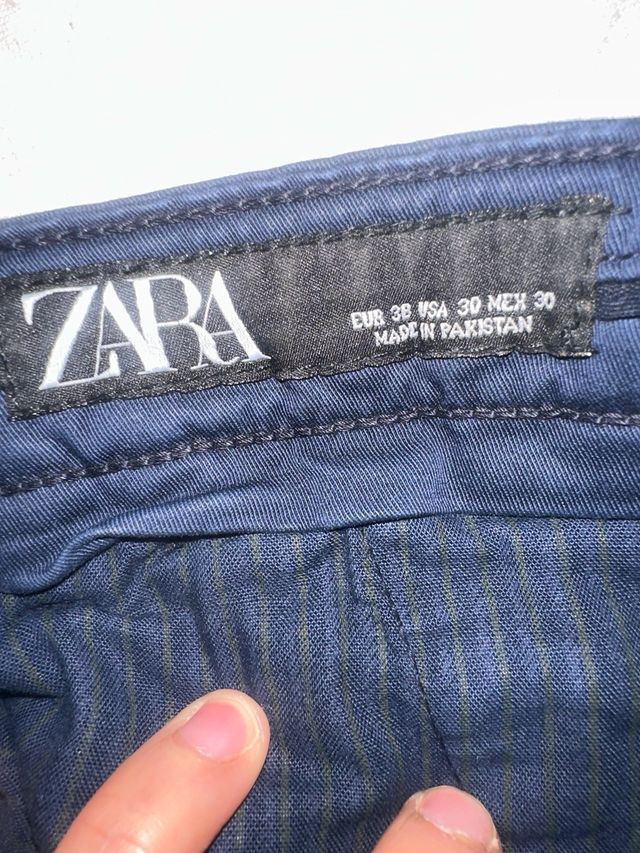 ZARA
EUR 38 USA 30 MEX 30
MADE IN PAKISTAN